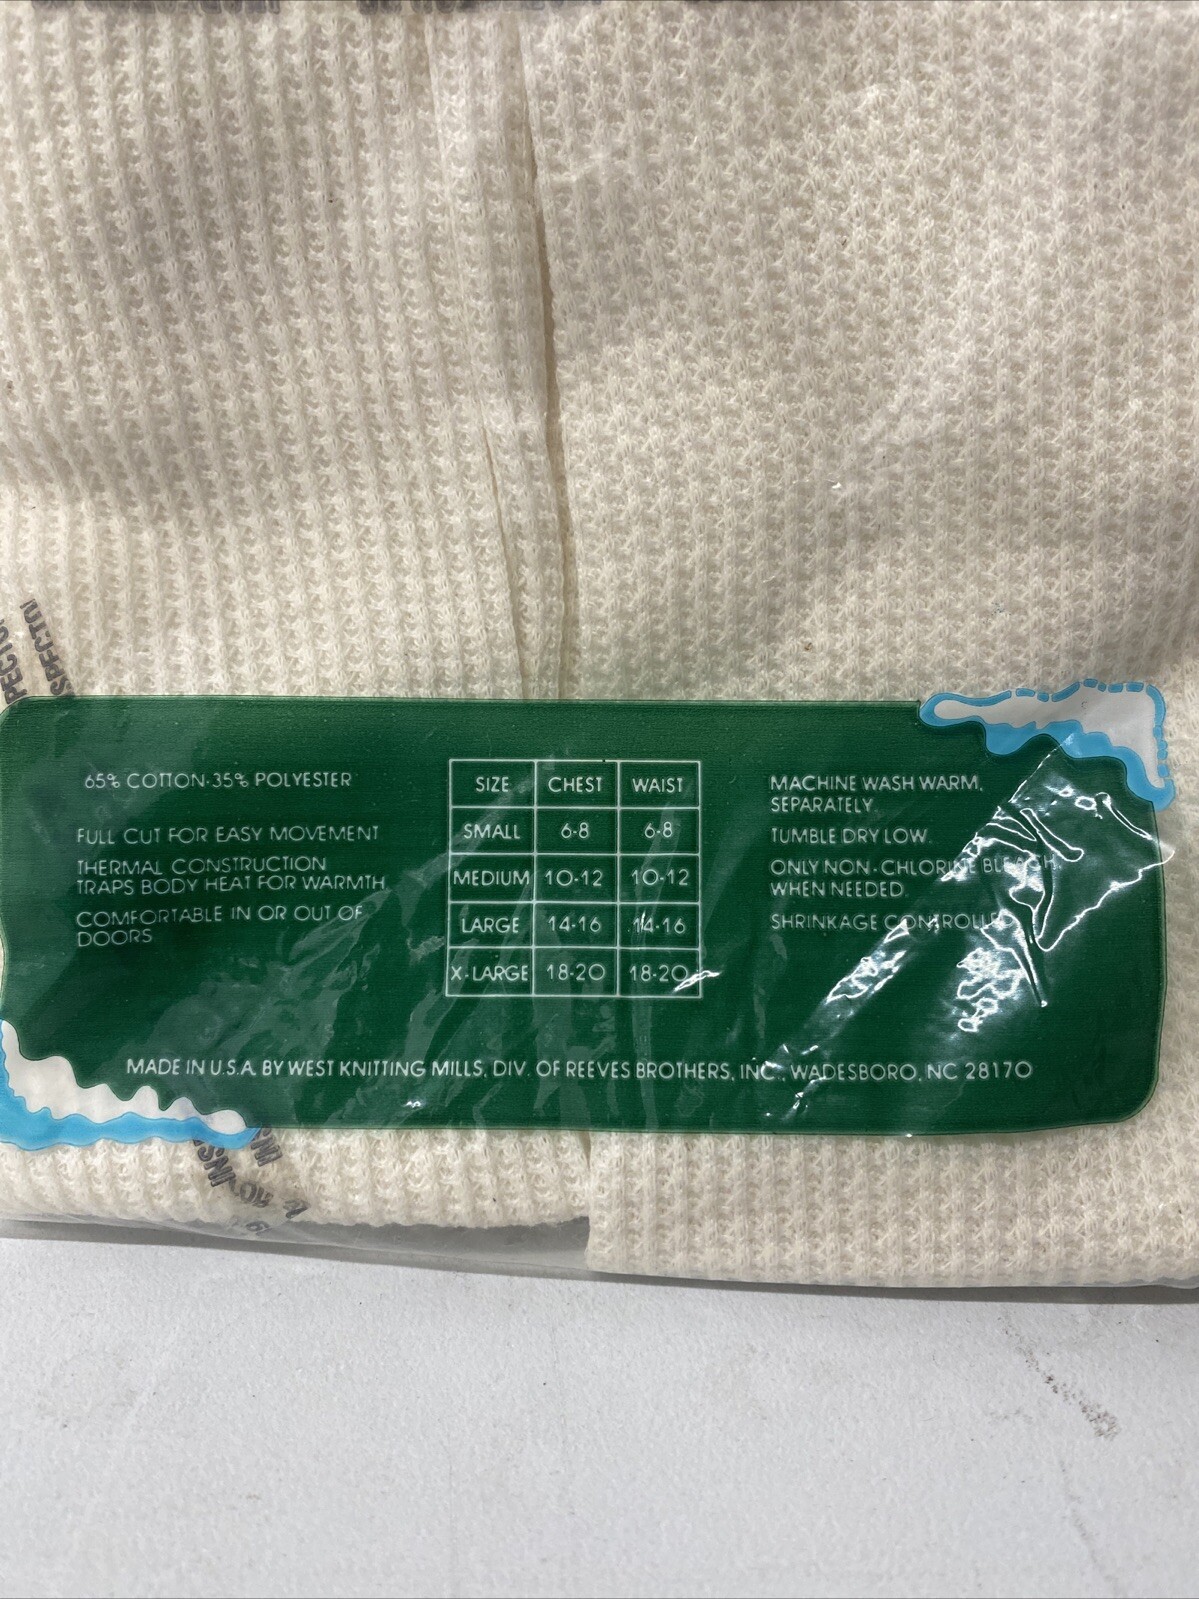 65% COTTON·35% POLYESTER
FULL CUT FOR EASY MOVEMENT
THERMAL CONSTRUCTION
TRAPS BODY HEAT FOR WARMTH.
COMFORTABLE IN OR OUT OF
DOORS
SIZE CHEST WAIST
SMALL 6-8 6-8
MEDIUM 10-12 10-12
LARGE 14-16 14-16
X-LARGE 18-20 18-20
MACHINE WASH WARM,
SEPARATELY.
TUMBLE DRY LOW.
ONLY NON-CHLORINE BLEACH
WHEN NEEDED.
SHRINKAGE CONTROLLED
MADE IN U.S.A. BY WEST KNITTING MILLS, DIV. OF REEVES BROTHERS, INC., WADESBORO, NC 28170